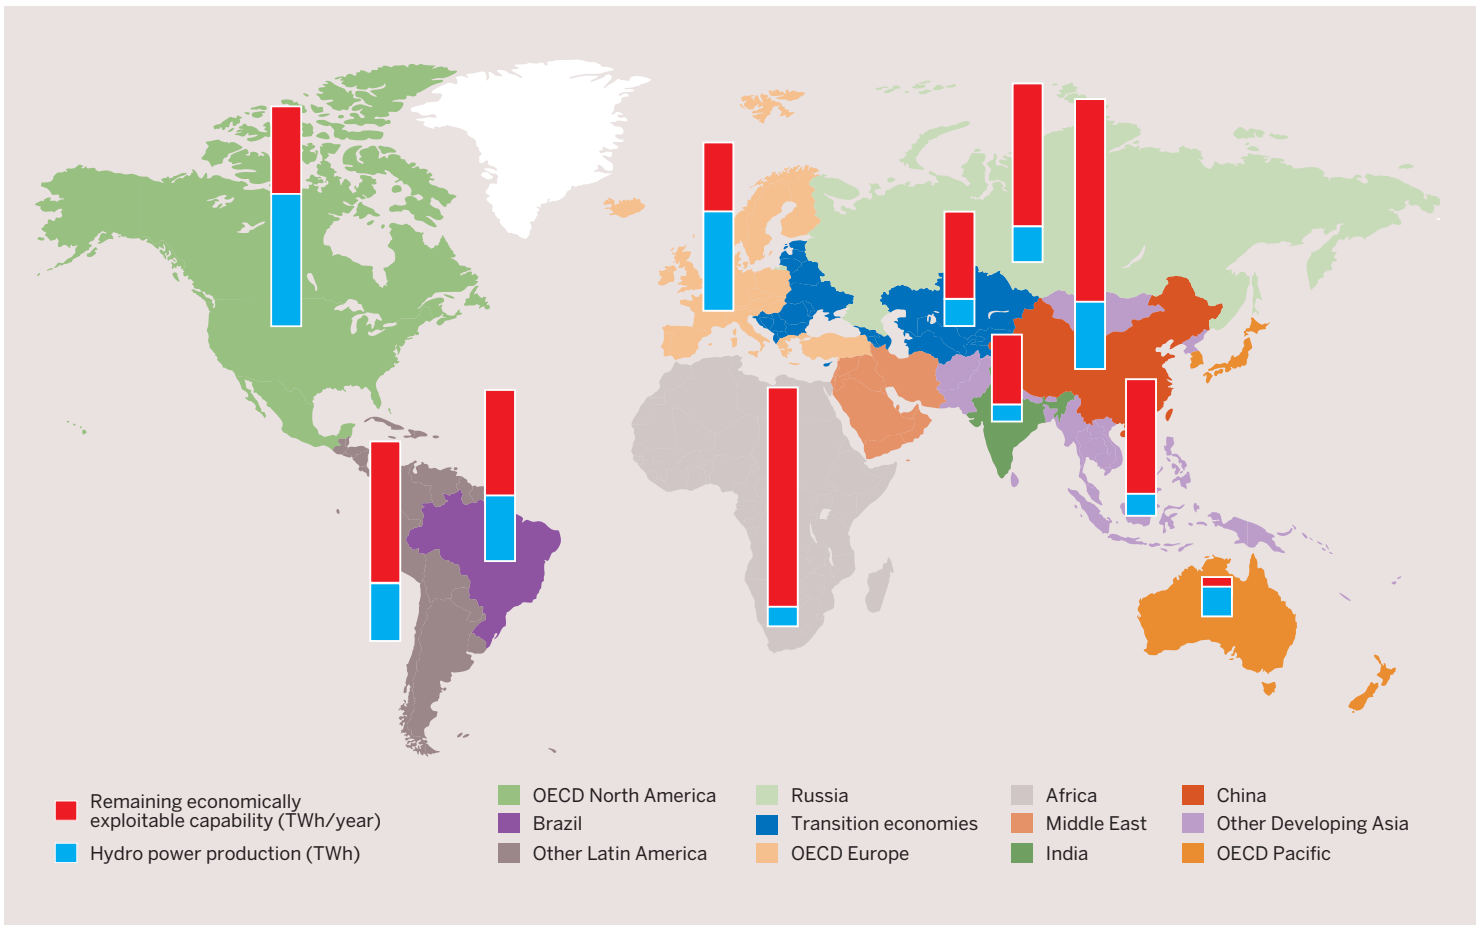 Remaining economically
exploitable capability (TWh/year)
Hydro power production (TWh)
OECD North America
Brazil
Other Latin America
Russia
Transition economies
OECD Europe
Africa
Middle East
India
China
Other Developing Asia
OECD Pacific